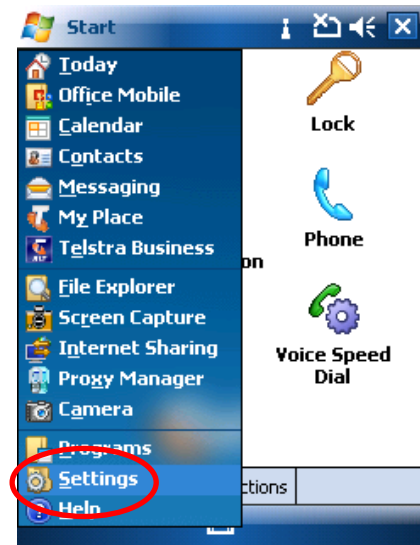 Start
Today
Office Mobile
Calendar
Contacts
Messaging
My Place
Telstra Business
File Explorer
Screen Capture
Internet Sharing
Proxy Manager
Camera
Programs
Settings
Help
Lock
Phone
on
Voice Speed
Dial
ctions